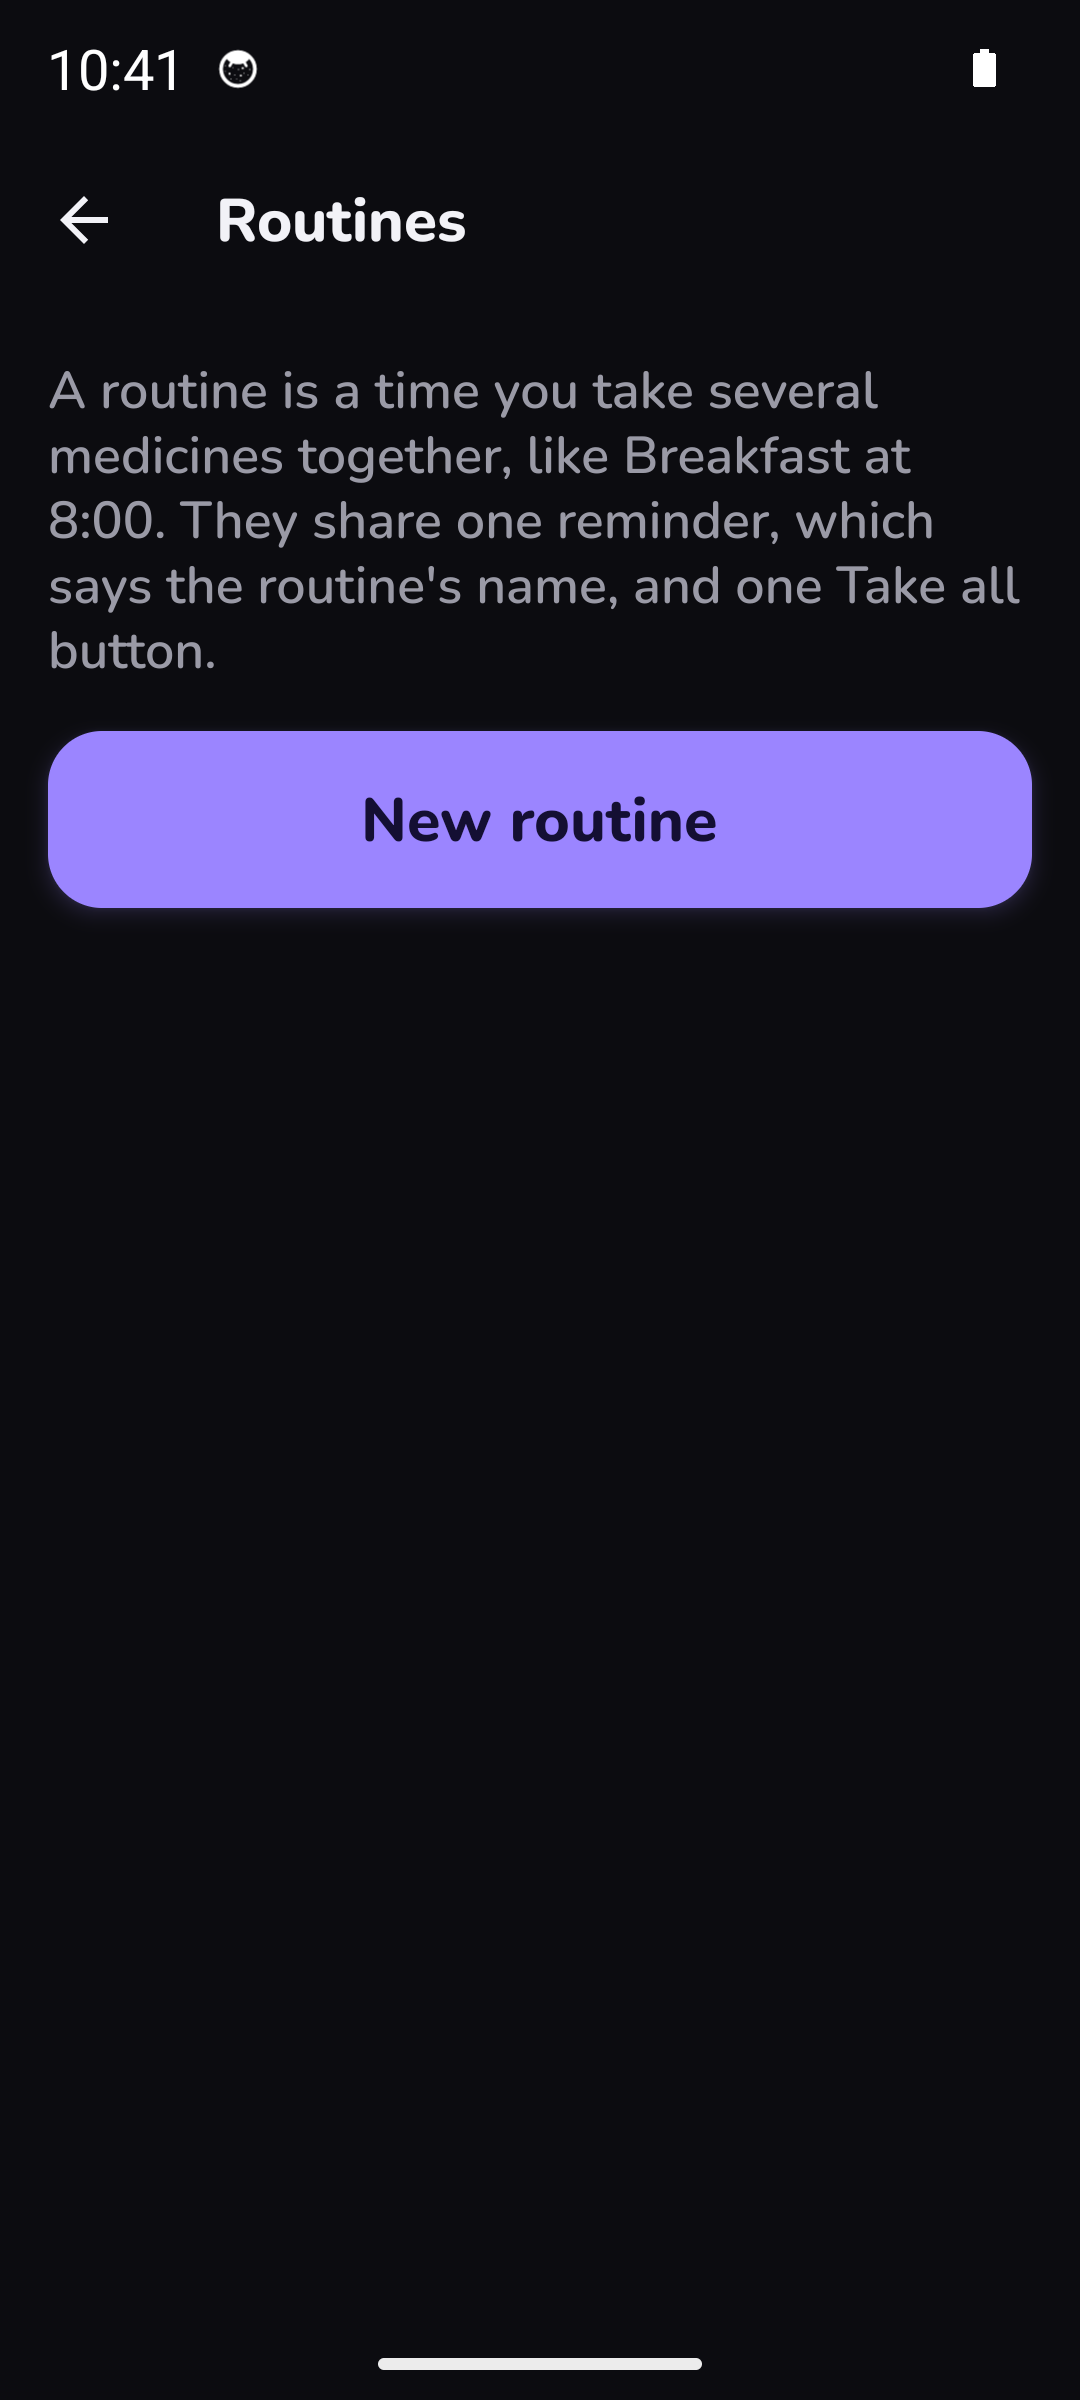 10:41
Routines
A routine is a time you take several
medicines together, like Breakfast at
8:00. They share one reminder, which
says the routine's name, and one Take all
button.
New routine